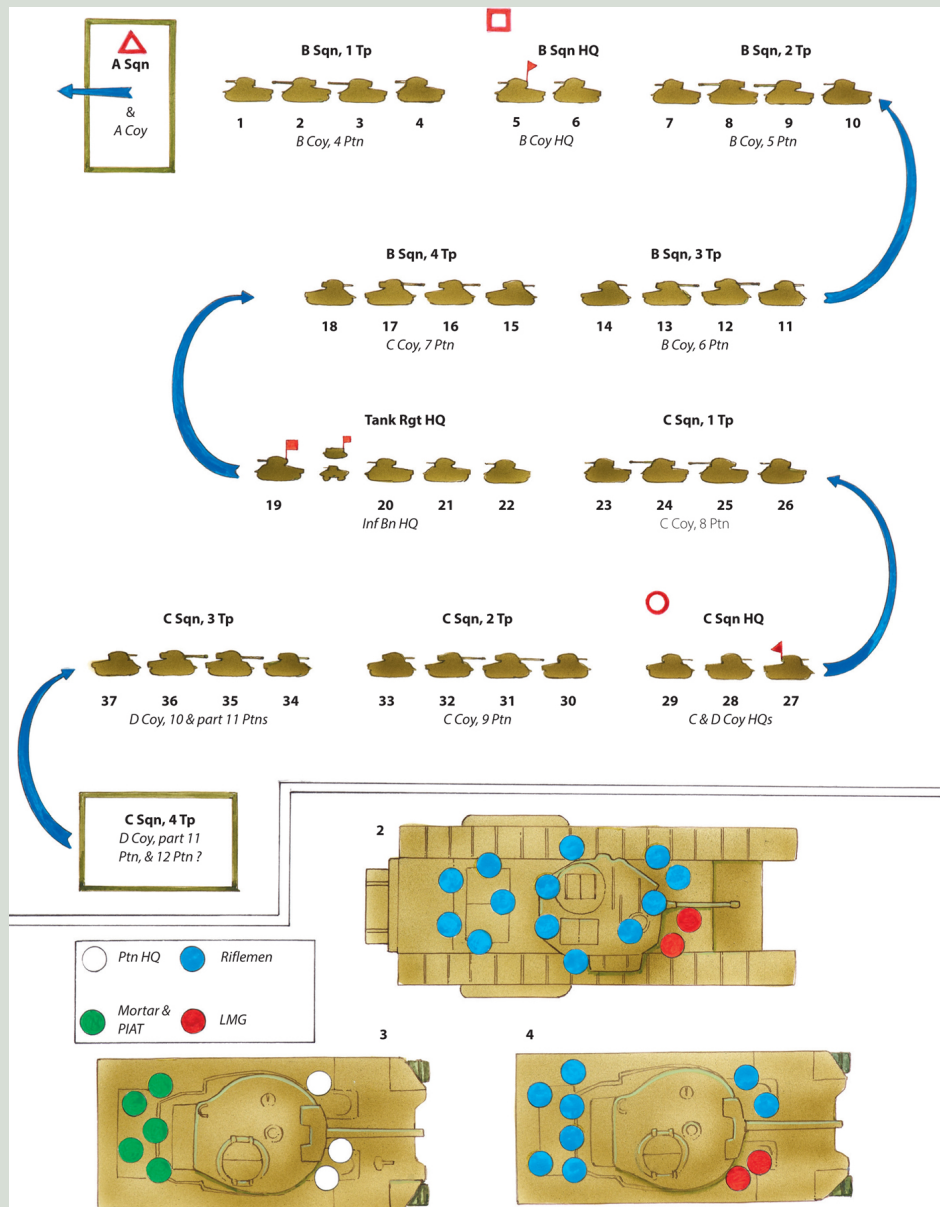 A Sqn
&
A Coy
B Sqn, 1 Tp
1 2 3 4
B Coy, 4 Ptn
B Sqn HQ
5 6
B Coy HQ
B Sqn, 2 Tp
7 8 9 10
B Coy, 5 Ptn
B Sqn, 4 Tp
18 17 16 15
C Coy, 7 Ptn
B Sqn, 3 Tp
14 13 12 11
B Coy, 6 Ptn
Tank Rgt HQ
19 20 21 22
Inf Bn HQ
C Sqn, 1 Tp
23 24 25 26
C Coy, 8 Ptn
C Sqn, 3 Tp
37 36 35 34
D Coy, 10 & part 11 Ptns
C Sqn, 2 Tp
33 32 31 30
C Coy, 9 Ptn
C Sqn HQ
29 28 27
C & D Coy HQs
C Sqn, 4 Tp
D Coy, part 11
Ptn, & 12 Ptn ?
2
Ptn HQ
Riflemen
Mortar &
PIAT
LMG
3
4